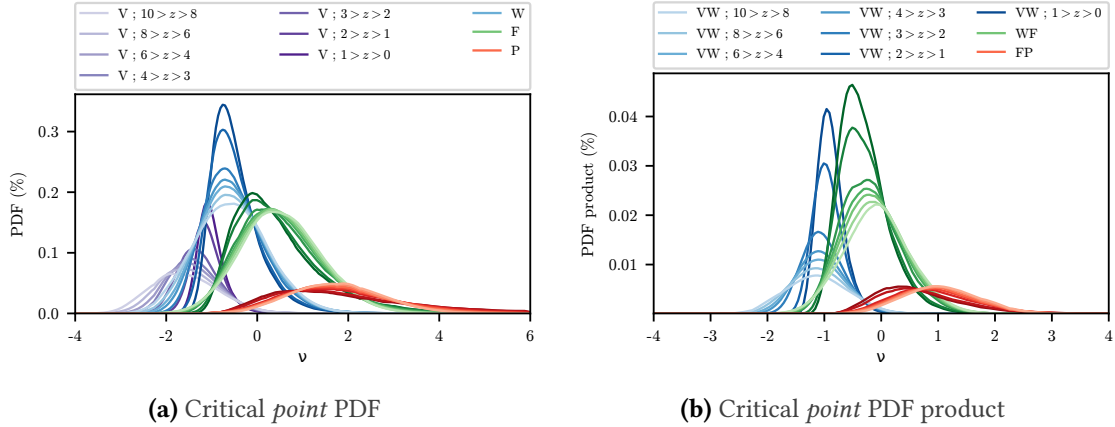 V ; 10 > z > 8
V ; 8 > z > 6
V ; 6 > z > 4
V ; 4 > z > 3
V ; 3 > z > 2
V ; 2 > z > 1
V ; 1 > z > 0
W
F
P
PDF (%)
0.3
0.2
0.1
0.0
-4 -2 0 2 4 6
ν
(a) Critical point PDF
VW ; 10 > z > 8
VW ; 8 > z > 6
VW ; 6 > z > 4
VW ; 4 > z > 3
VW ; 3 > z > 2
VW ; 2 > z > 1
VW ; 1 > z > 0
WF
FP
PDF product (%)
0.04
0.03
0.02
0.01
-4 -3 -2 -1 0 1 2 3 4
ν
(b) Critical point PDF product